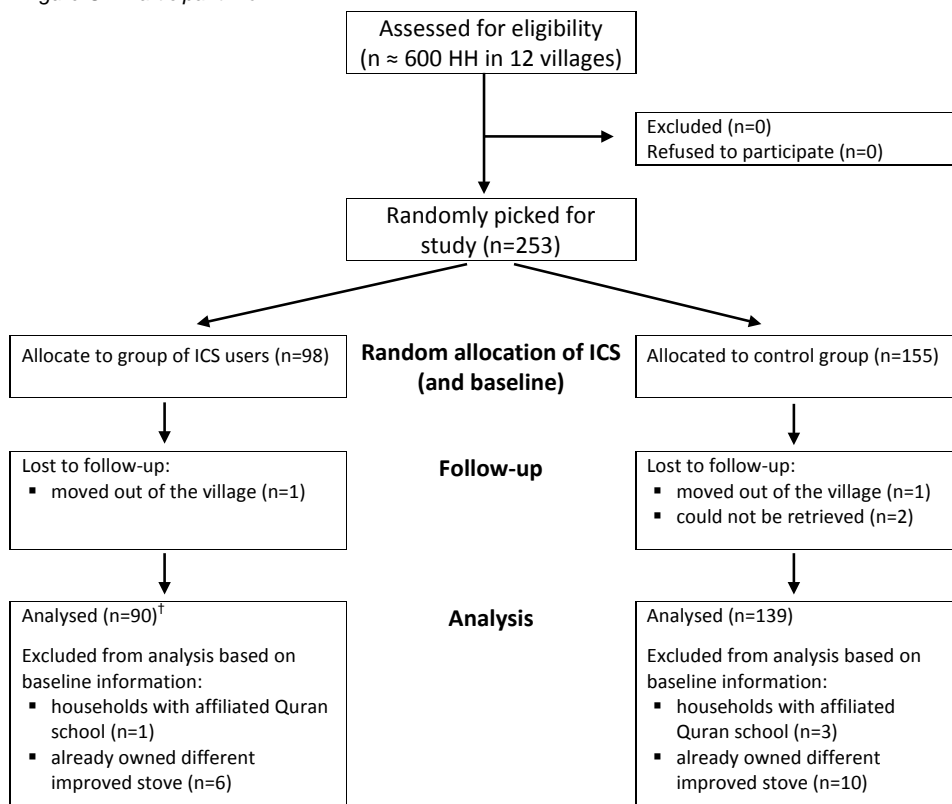 Figure Participant
Assessed for eligibility
(n ≈ 600 HH in 12 villages)
Excluded (n=0)
Refused to participate (n=0)
Randomly picked for
study (n=253)
Allocate to group of ICS users (n=98)
Random allocation of ICS
(and baseline)
Allocated to control group (n=155)
Lost to follow-up:
▪ moved out of the village (n=1)
Follow-up
Lost to follow-up:
▪ moved out of the village (n=1)
▪ could not be retrieved (n=2)
Analysed (n=90)†
Excluded from analysis based on
baseline information:
▪ households with affiliated Quran
school (n=1)
▪ already owned different
improved stove (n=6)
Analysis
Analysed (n=139)
Excluded from analysis based on
baseline information:
▪ households with affiliated
Quran school (n=3)
▪ already owned different
improved stove (n=10)